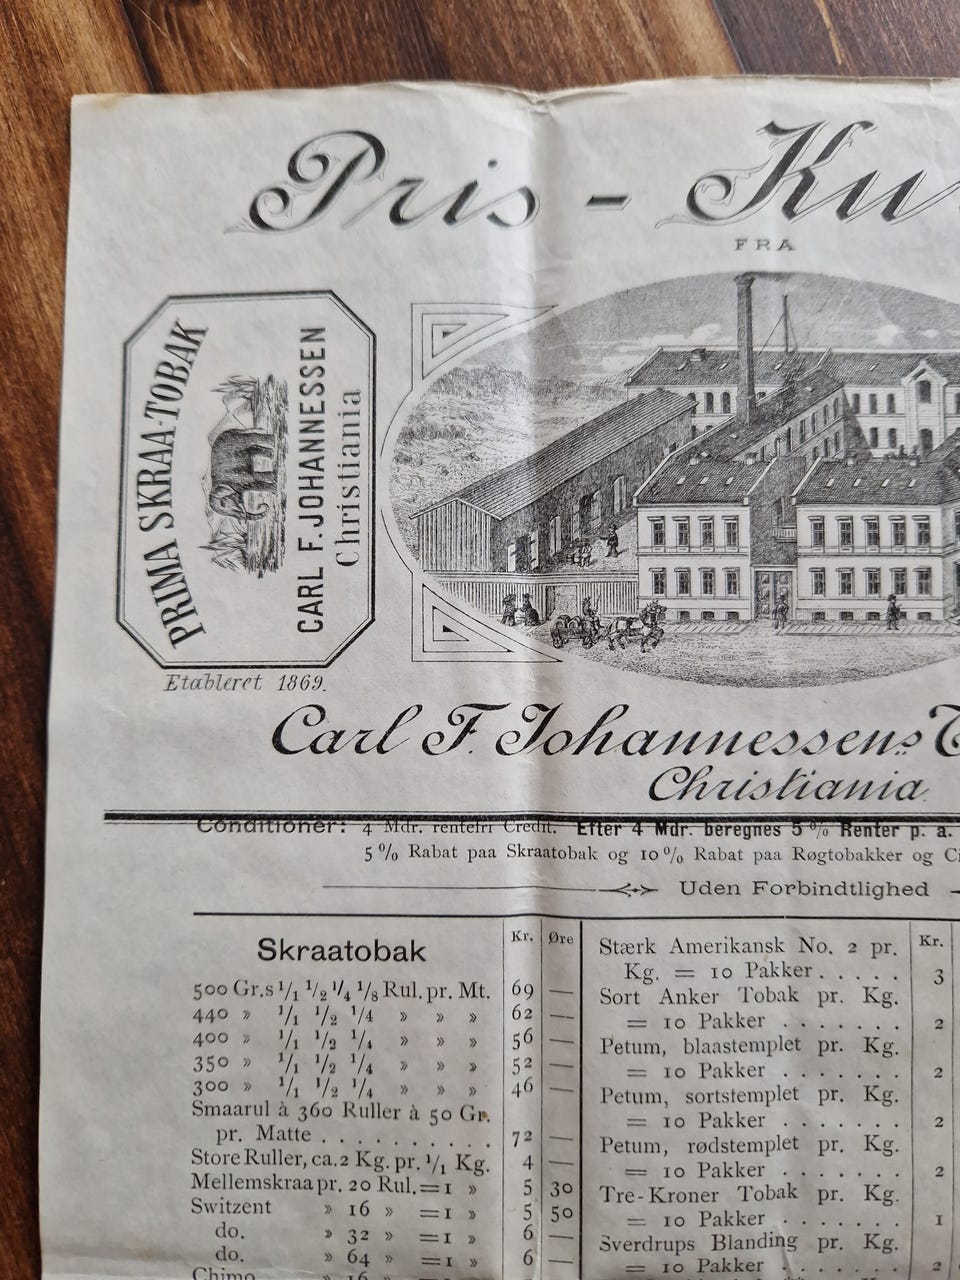 Pris - Ku
FRA
PRIMA SKRAA-TOBAK
CARL F. JOHANNESSEN
Christiania
Etableret 1869.
Carl F. Johannessens T
Christiania.
Conditioner: 4 Mdr. rentefri Credit. Efter 4 Mdr. beregnes 5 % Renter p. a.
5 % Rabat paa Skraatobak og 10 % Rabat paa Røgtobakker og Ci
Uden Forbindtlighed
Skraatobak Kr. Øre
500 Gr.s 1/1 1/2 1/4 1/8 Rul. pr. Mt. 69 —
440 » 1/1 1/2 1/4 » » » 62 —
400 » 1/1 1/2 1/4 » » » 56 —
350 » 1/1 1/2 1/4 » » » 52 —
300 » 1/1 1/2 1/4 » » » 46 —
Smaarul à 360 Ruller à 50 Gr.
pr. Matte . . . . . . . . . . 72 —
Store Ruller, ca. 2 Kg. pr. 1/1 Kg. 4 —
Mellemskraa pr. 20 Rul. = 1 » 5 30
Switzent » 16 » = 1 » 5 50
do. » 32 » = 1 » 6 —
do. » 64 » = 1 » 6 —
Chimo » 16
Kr.
Stærk Amerikansk No. 2 pr.
Kg. = 10 Pakker . . . . . 3
Sort Anker Tobak pr. Kg.
= 10 Pakker . . . . . . . 2
Petum, blaastemplet pr. Kg.
= 10 Pakker . . . . . . . 2
Petum, sortstemplet pr. Kg.
= 10 Pakker . . . . . . . 2
Petum, rødstemplet pr. Kg.
= 10 Pakker . . . . . . . 2
Tre-Kroner Tobak pr. Kg.
= 10 Pakker . . . . . . . 1
Sverdrups Blanding pr. Kg.
= 10 Pakker . . . . . . . 2